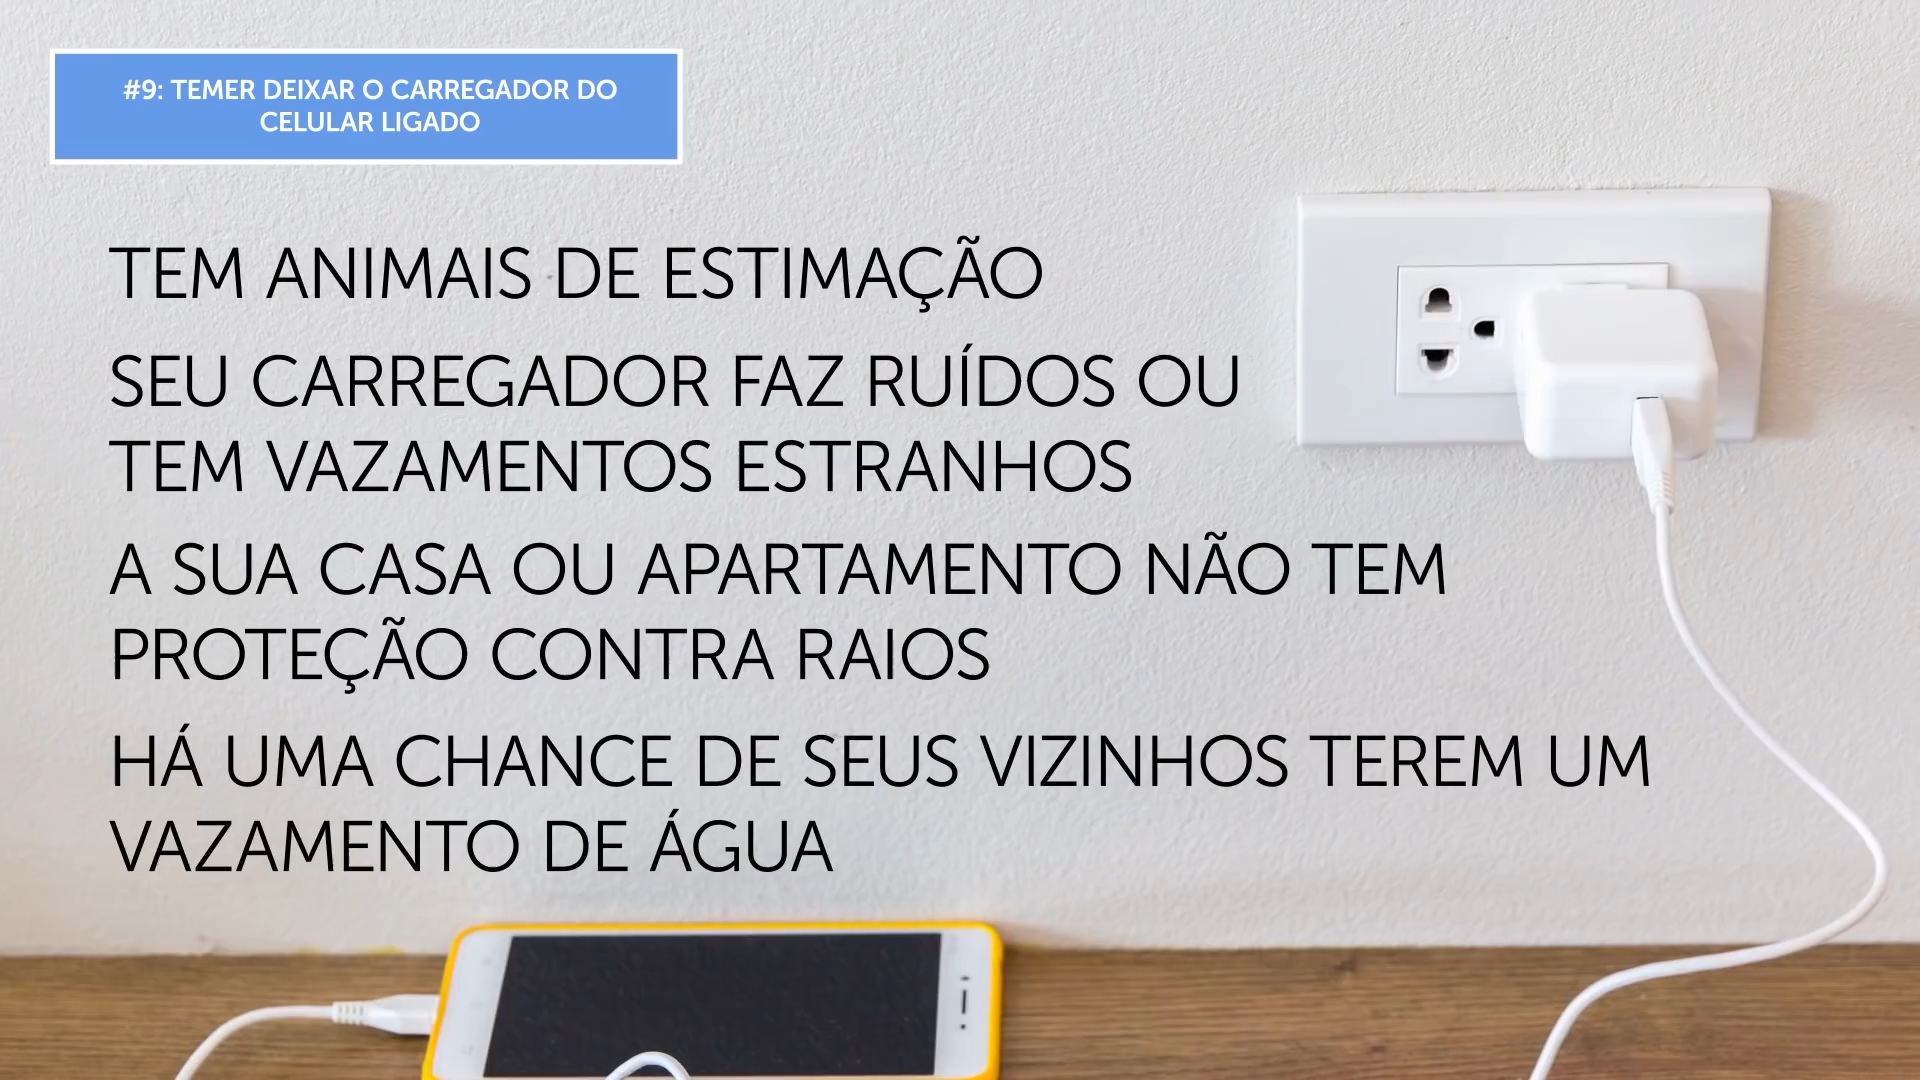 #9: TEMER DEIXAR O CARREGADOR DO
CELULAR LIGADO
TEM ANIMAIS DE ESTIMAÇÃO
SEU CARREGADOR FAZ RUÍDOS OU
TEM VAZAMENTOS ESTRANHOS
A SUA CASA OU APARTAMENTO NÃO TEM
PROTEÇÃO CONTRA RAIOS
HÁ UMA CHANCE DE SEUS VIZINHOS TEREM UM
VAZAMENTO DE ÁGUA